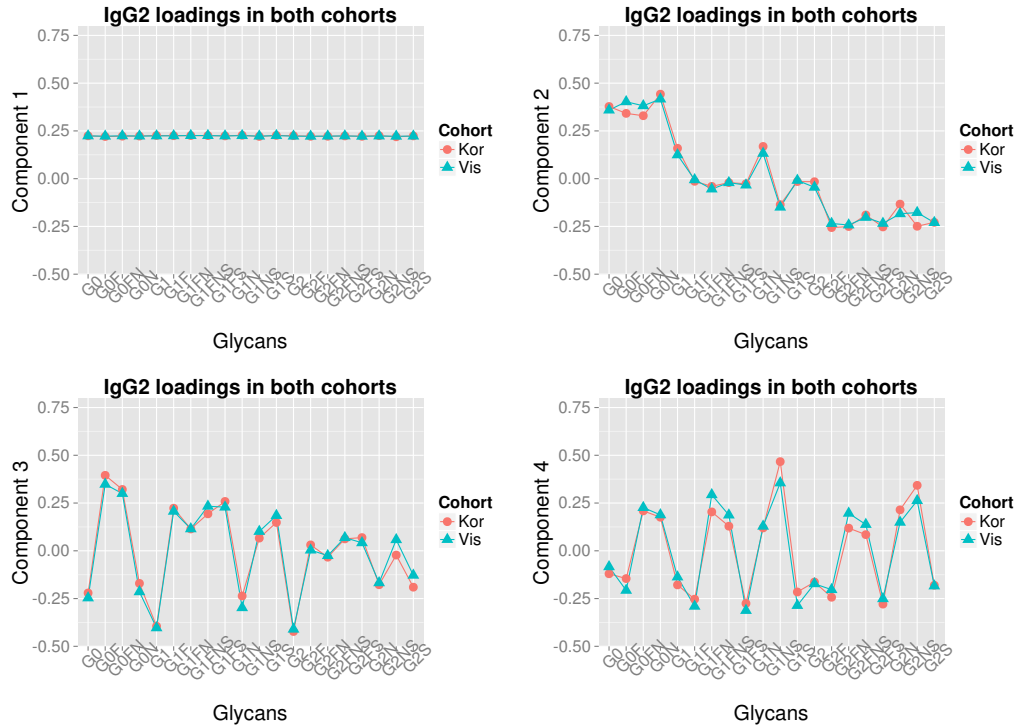 IgG2 loadings in both cohorts
Component 1
0.75
0.50
0.25
0.00
-0.25
-0.50
G0 G0F G0FN G0N G1 G1F G1FN G1FNS G1FS G1N G1NS G1S G2 G2F G2FN G2FNS G2FS G2N G2NS G2S
Glycans
Cohort
Kor
Vis
IgG2 loadings in both cohorts
Component 2
0.75
0.50
0.25
0.00
-0.25
-0.50
G0 G0F G0FN G0N G1 G1F G1FN G1FNS G1FS G1N G1NS G1S G2 G2F G2FN G2FNS G2FS G2N G2NS G2S
Glycans
Cohort
Kor
Vis
IgG2 loadings in both cohorts
Component 3
0.75
0.50
0.25
0.00
-0.25
-0.50
G0 G0F G0FN G0N G1 G1F G1FN G1FNS G1FS G1N G1NS G1S G2 G2F G2FN G2FNS G2FS G2N G2NS G2S
Glycans
Cohort
Kor
Vis
IgG2 loadings in both cohorts
Component 4
0.75
0.50
0.25
0.00
-0.25
-0.50
G0 G0F G0FN G0N G1 G1F G1FN G1FNS G1FS G1N G1NS G1S G2 G2F G2FN G2FNS G2FS G2N G2NS G2S
Glycans
Cohort
Kor
Vis